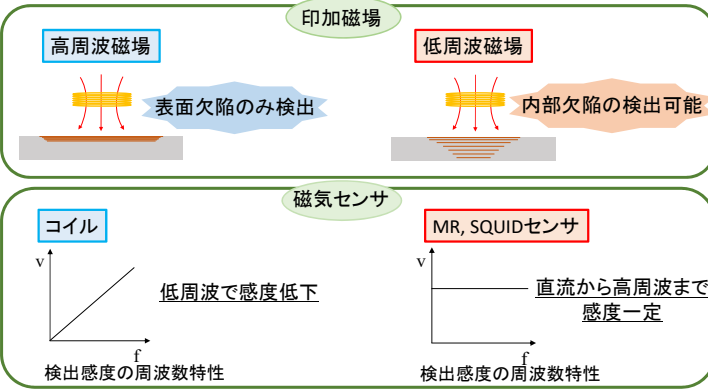 印加磁場
高周波磁場
低周波磁場
表面欠陥のみ検出
内部欠陥の検出可能
磁気センサ
コイル
v
低周波で感度低下
f
検出感度の周波数特性
MR, SQUIDセンサ
v
直流から高周波まで
感度一定
f
検出感度の周波数特性